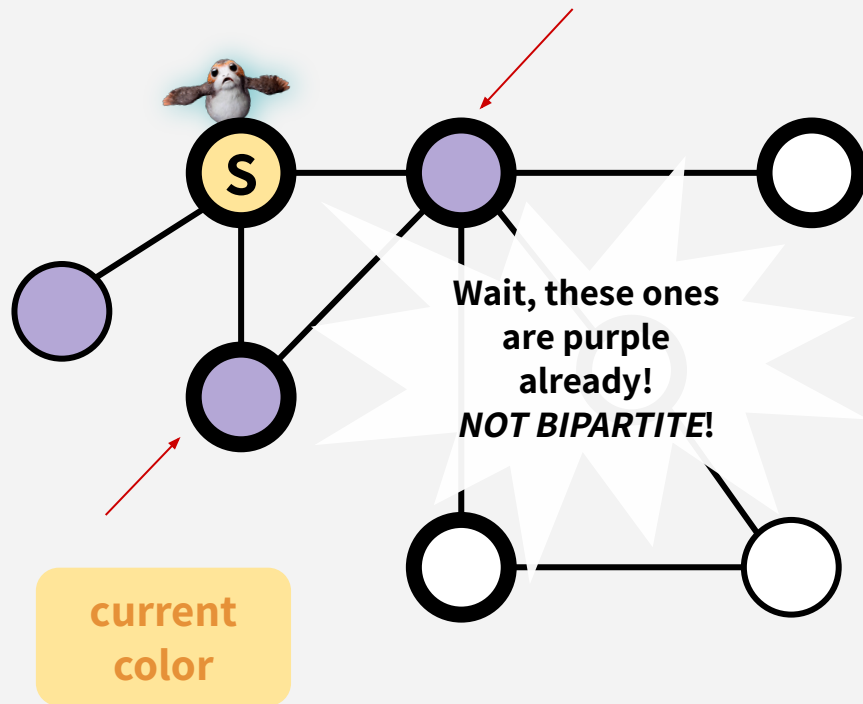 S
Wait, these ones
are purple
already!
NOT BIPARTITE!
current
color